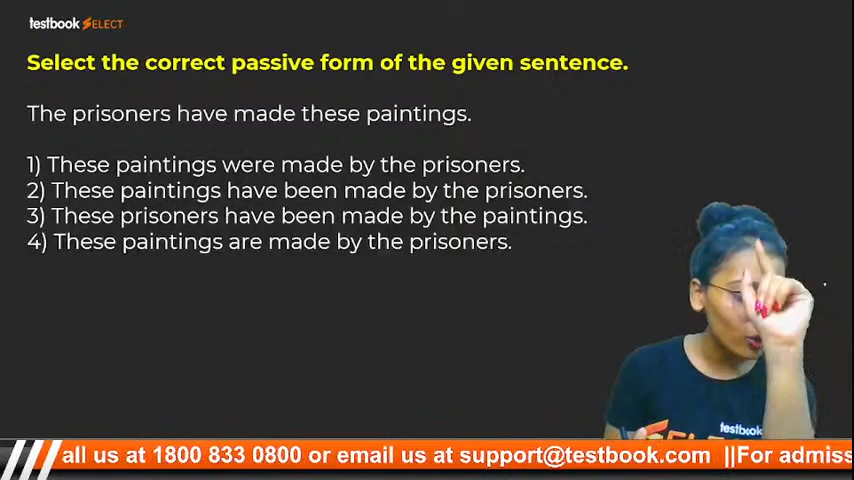 testbook SELECT
Select the correct passive form of the given sentence.
The prisoners have made these paintings.
1) These paintings were made by the prisoners.
2) These paintings have been made by the prisoners.
3) These prisoners have been made by the paintings.
4) These paintings are made by the prisoners.
testbook
all us at 1800 833 0800 or email us at support@testbook.com ||For admiss